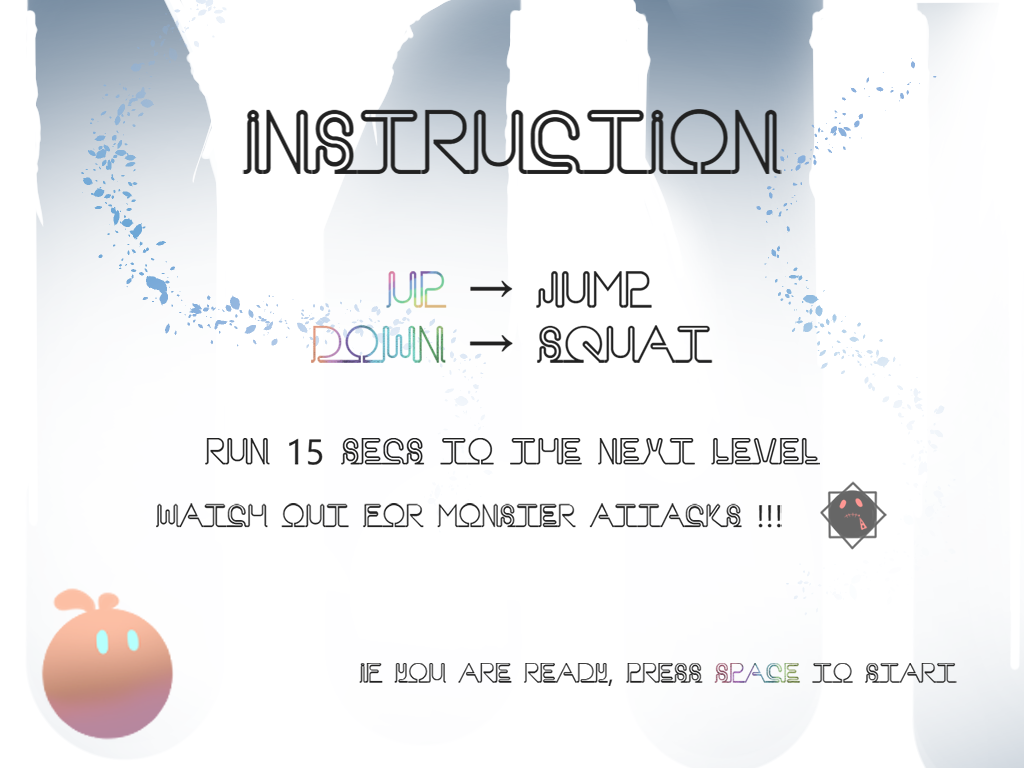 INSTRUCTION
UP → JUMP
DOWN → SQUAT
RUN 15 SECS TO THE NEXT LEVEL
WATCH OUT FOR MONSTER ATTACKS !!!
IF YOU ARE READY, PRESS SPACE TO START